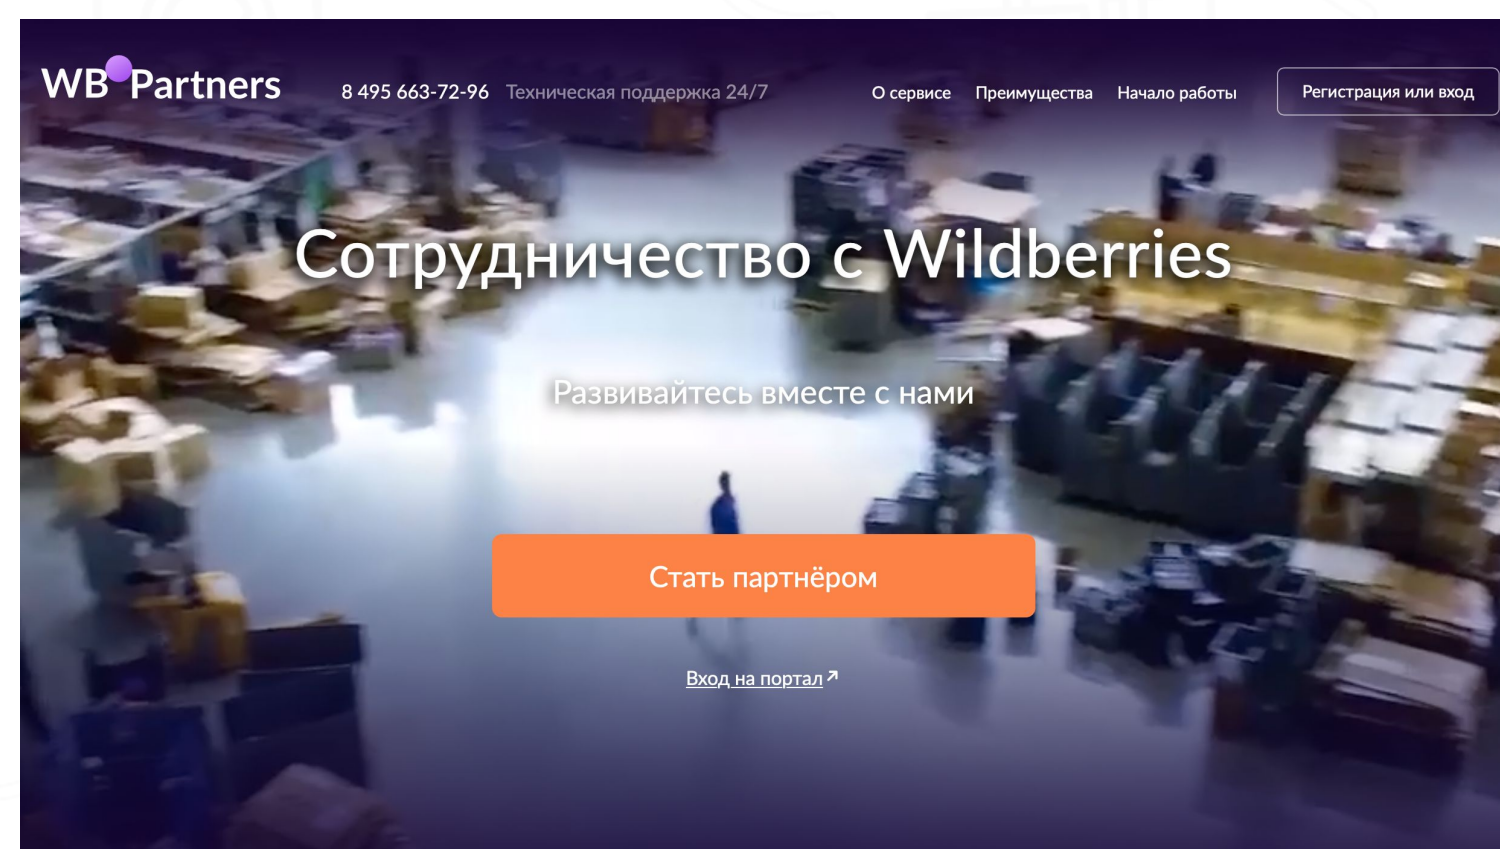 WB Partners
8 495 663-72-96 Техническая поддержка 24/7
О сервисе Преимущества Начало работы Регистрация или вход
Сотрудничество с Wildberries
Развивайтесь вместе с нами
Стать партнёром
Вход на портал